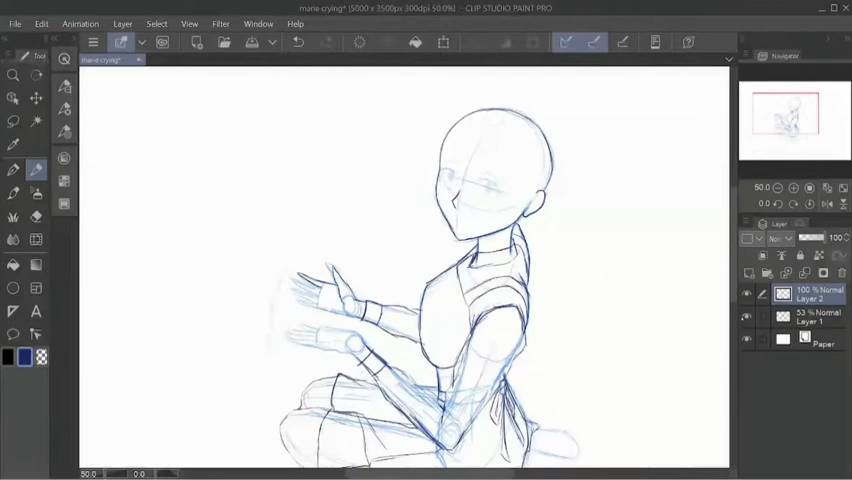 marie crying* (5000 x 3500px 300dpi 50.0%) - CLIP STUDIO PAINT PRO
File Edit Animation Layer Select View Filter Window Help
Tool
marie crying*
Navigator
50.0
0.0
Layer
Nor
100
100 % Normal
Layer 2
53 % Normal
Layer 1
Paper
A
50.0
0.0